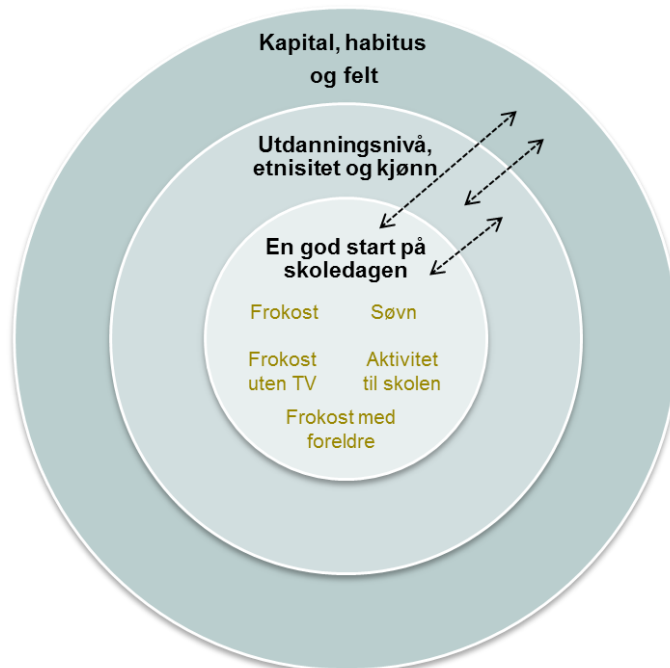 Kapital, habitus
og felt
Utdanningsnivå,
etnisitet og kjønn
En god start på
skoledagen
Frokost
Søvn
Frokost
uten TV
Aktivitet
til skolen
Frokost med
foreldre